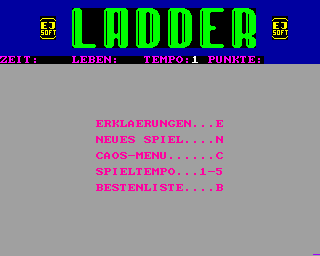 EJ SOFT LADDER EJ SOFT
ZEIT: LEBEN: TEMPO:1 PUNKTE:
ERKLAERUNGEN...E
NEUES SPIEL....N
CAOS-MENU......C
SPIELTEMPO...1-5
BESTENLISTE....B